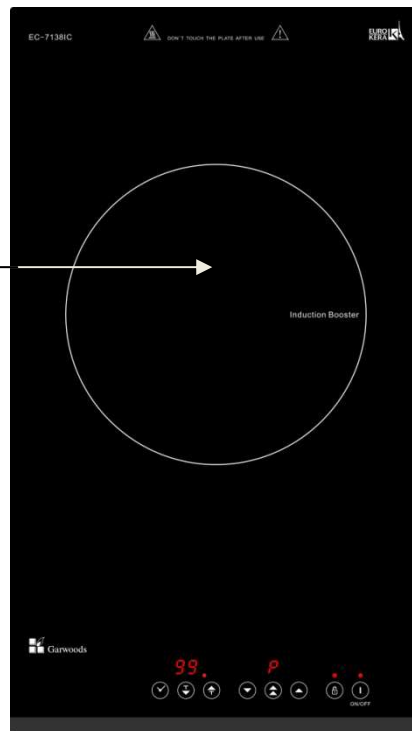 EC-7138IC
DON'T TOUCH THE PLATE AFTER USE
EURO
KERA
Induction Booster
Garwoods
99.
P
ON/OFF